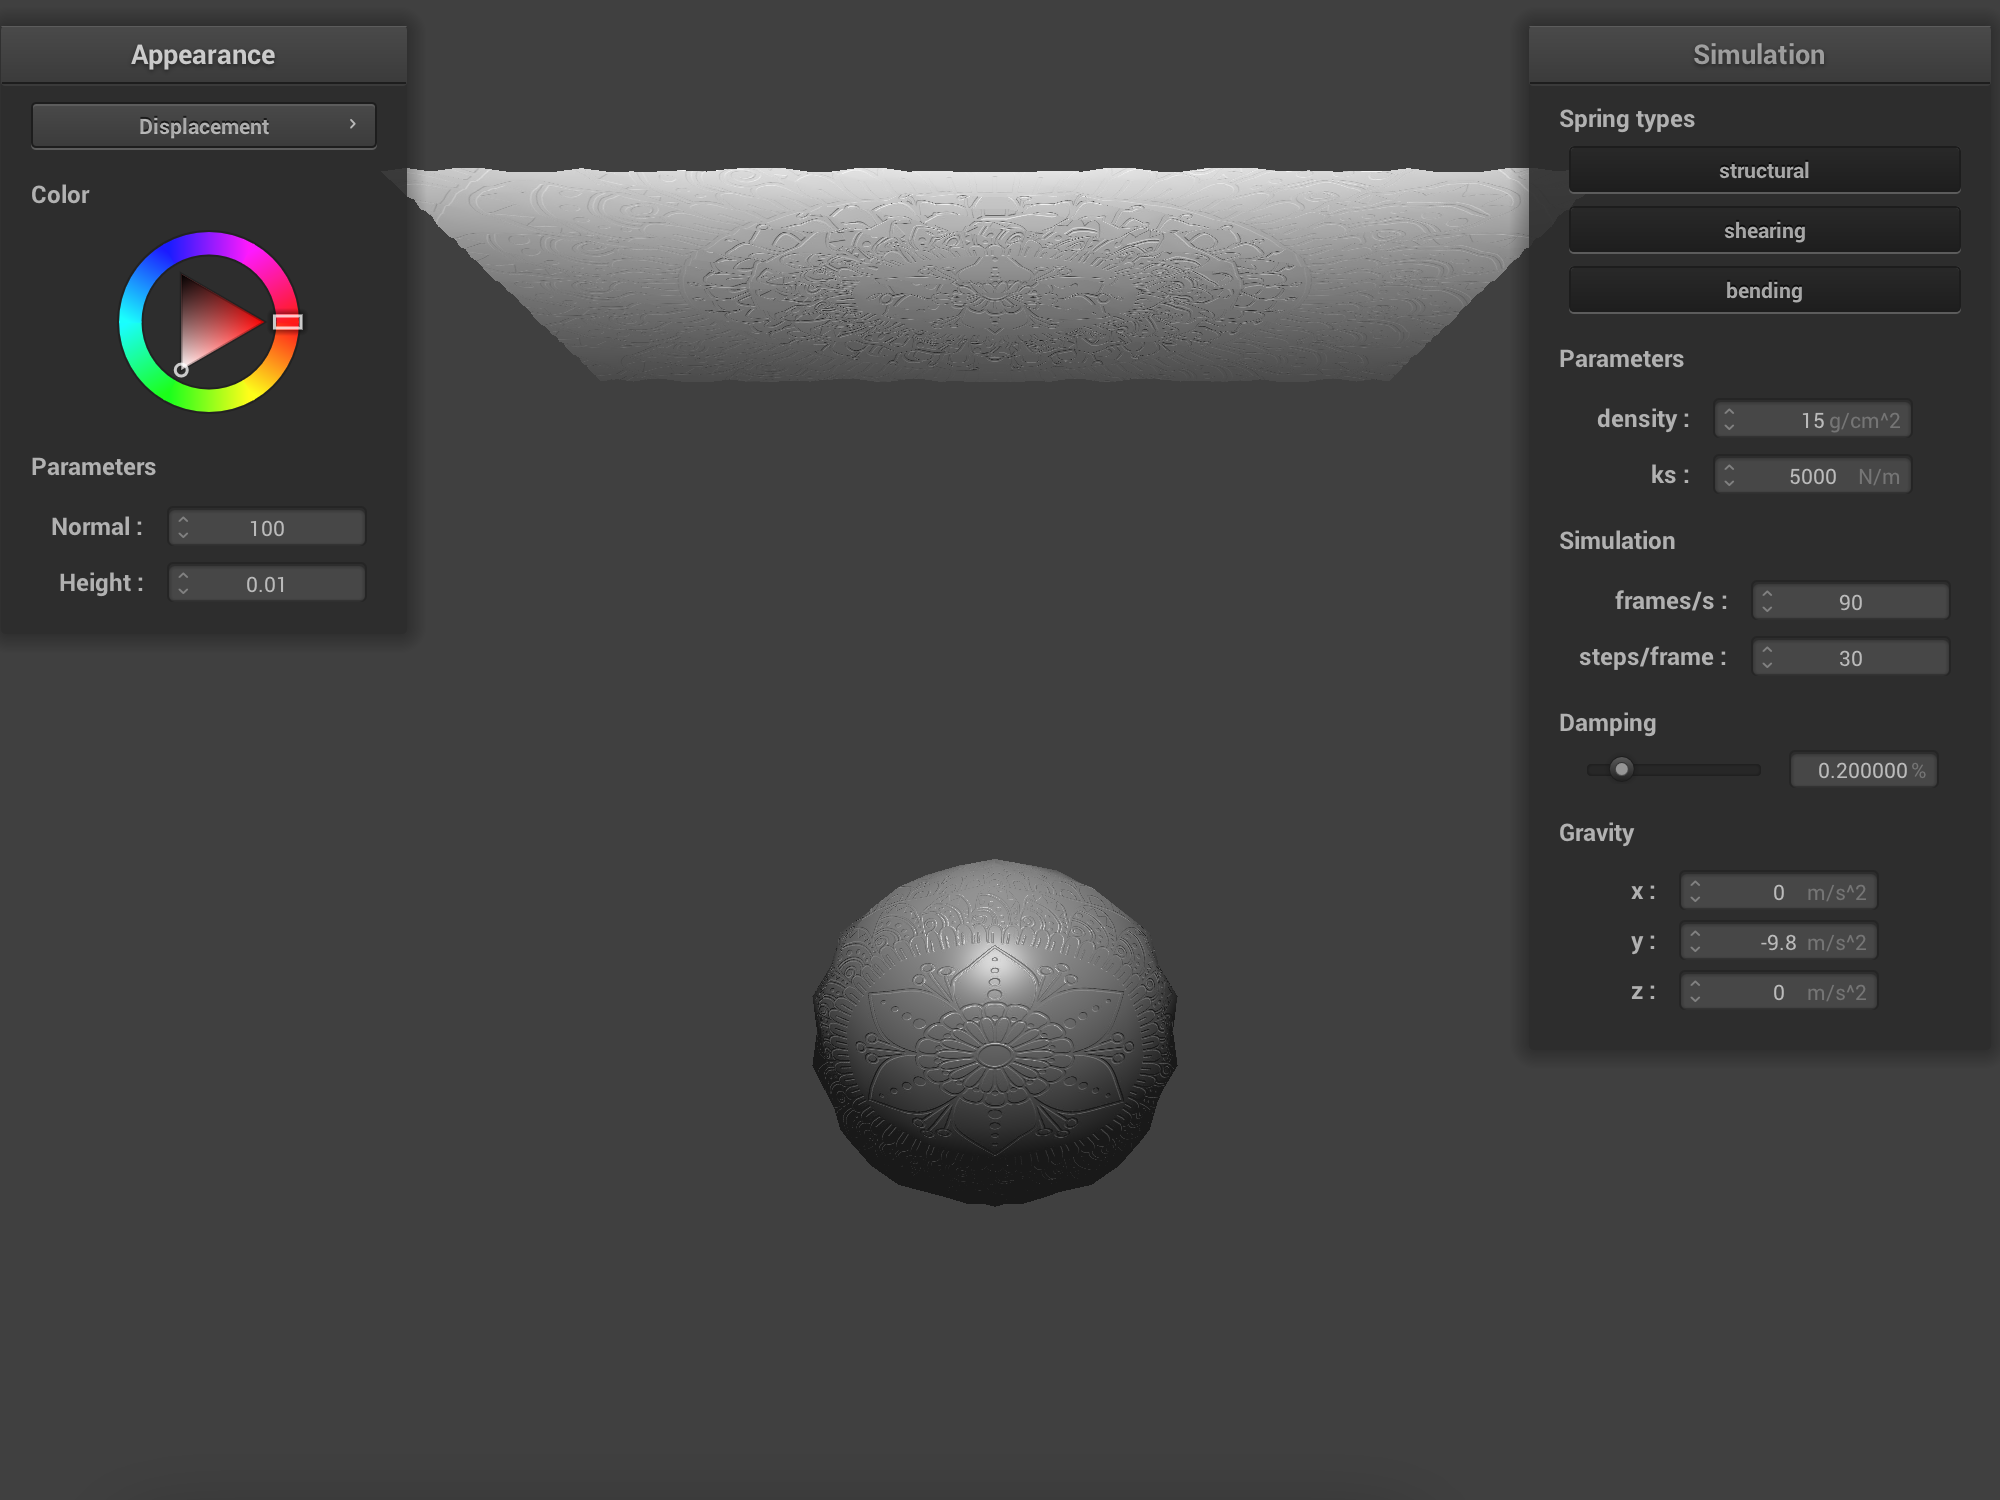 Appearance
Displacement
Color
Parameters
Normal : 100
Height : 0.01
Simulation
Spring types
structural
shearing
bending
Parameters
density : 15 g/cm^2
ks : 5000 N/m
Simulation
frames/s : 90
steps/frame : 30
Damping
0.200000 %
Gravity
x : 0 m/s^2
y : -9.8 m/s^2
z : 0 m/s^2